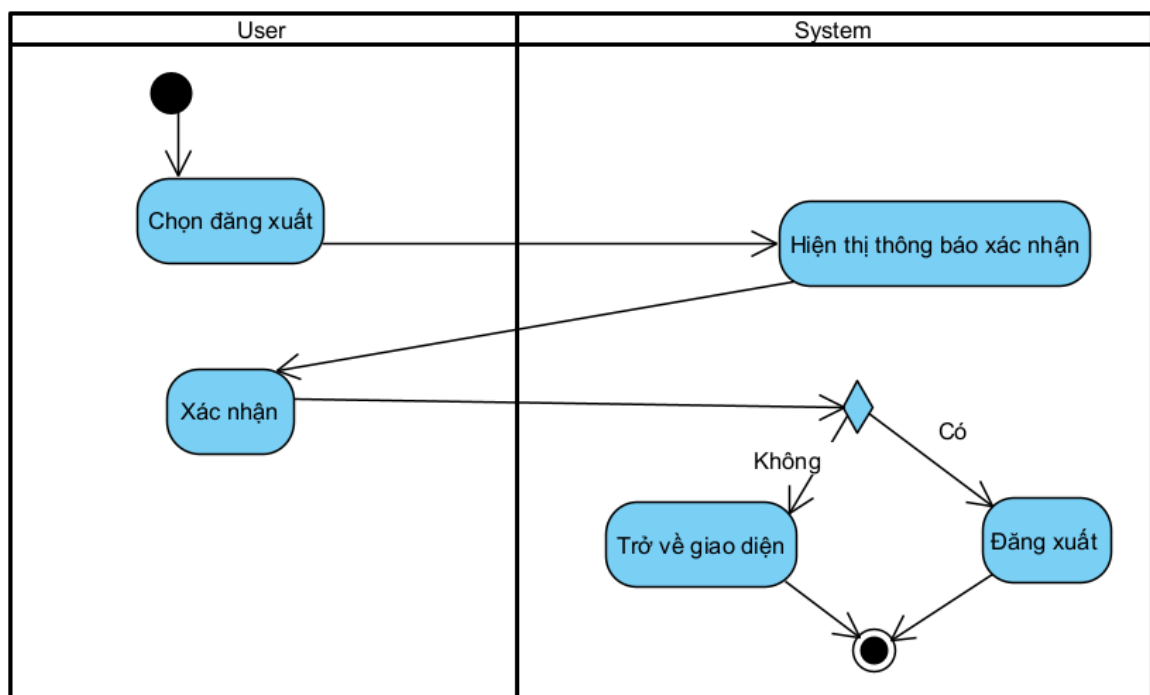 User
System
Chọn đăng xuất
Hiện thị thông báo xác nhận
Xác nhận
Có
Không
Trở về giao diện
Đăng xuất